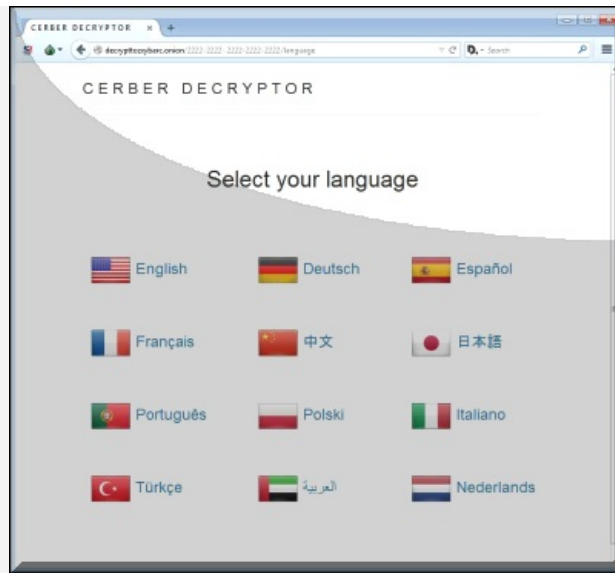 CERBER DECRYPTOR × +
Search
CERBER DECRYPTOR
Select your language
English Deutsch Español
Français 中文 日本語
Português Polski Italiano
Türkçe العربية Nederlands